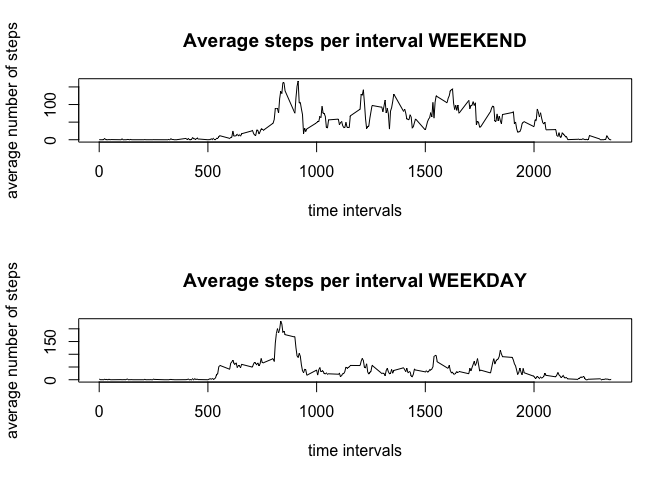 Average steps per interval WEEKEND
average number of steps
100
0
0 500 1000 1500 2000
time intervals
Average steps per interval WEEKDAY
average number of steps
150
0
0 500 1000 1500 2000
time intervals